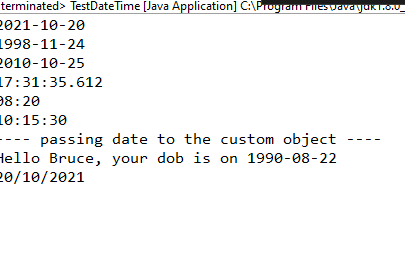 terminated> TestDateTime [Java Application] C:\Program Files\Java\jdk1.8.0_
2021-10-20
1998-11-24
2010-10-25
17:31:35.612
08:20
10:15:30
---- passing date to the custom object ----
Hello Bruce, your dob is on 1990-08-22
20/10/2021